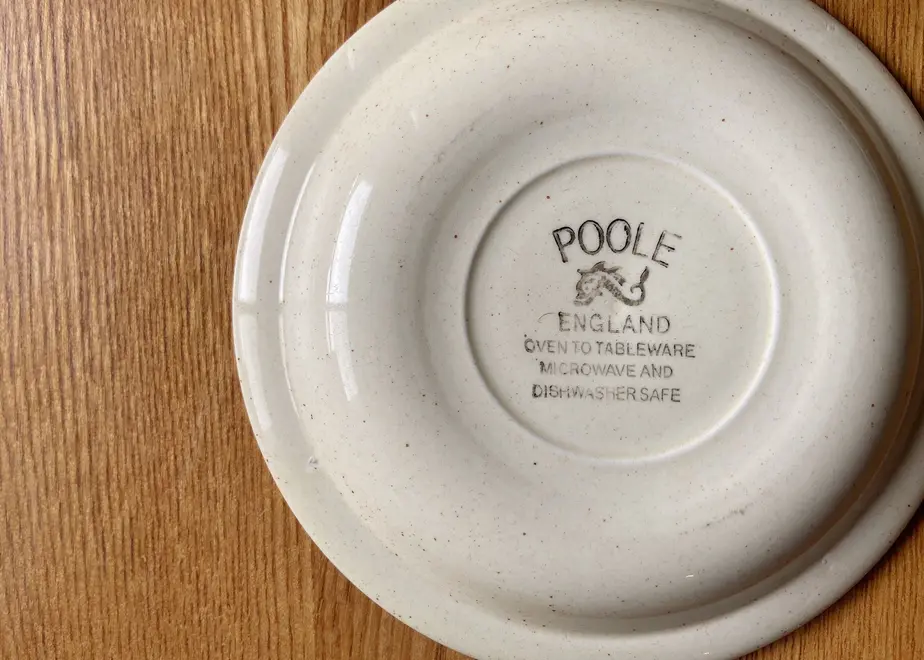 POOLE
ENGLAND
OVEN TO TABLEWARE
MICROWAVE AND
DISHWASHER SAFE